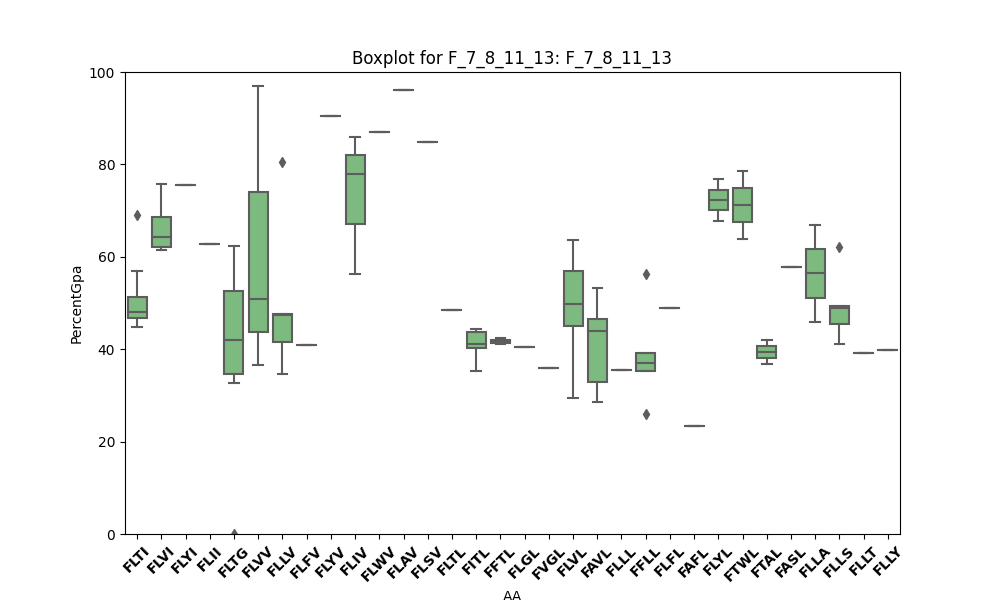 Boxplot for F_7_8_11_13: F_7_8_11_13
100
80
60
40
20
0
PercentGpa
FLTI FLVI FLYI FLII FLTG FLVV FLLV FLFV FLYV FLIV FLWV FLAV FLSV FLTL FITL FFTL FLGL FVGL FLVL FAVL FLLL FFLL FLFL FAFL FLYL FTWL FTAL FASL FLLA FLLS FLLT FLLY
AA